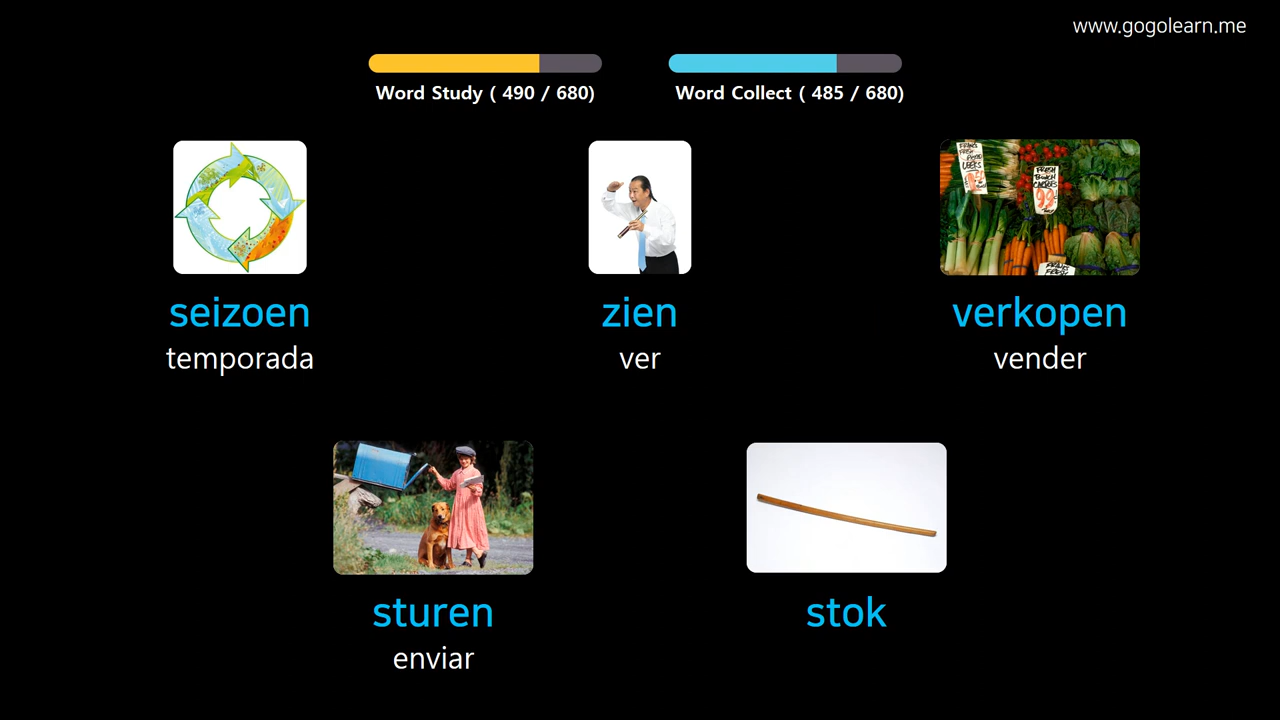 www.gogolearn.me
Word Study ( 490 / 680)
Word Collect ( 485 / 680)
seizoen
temporada
zien
ver
verkopen
vender
sturen
enviar
stok